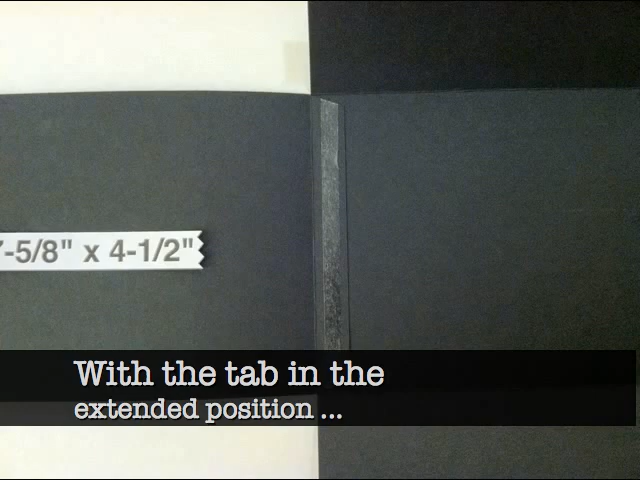 -5/8" x 4-1/2"
With the tab in the
extended position ...